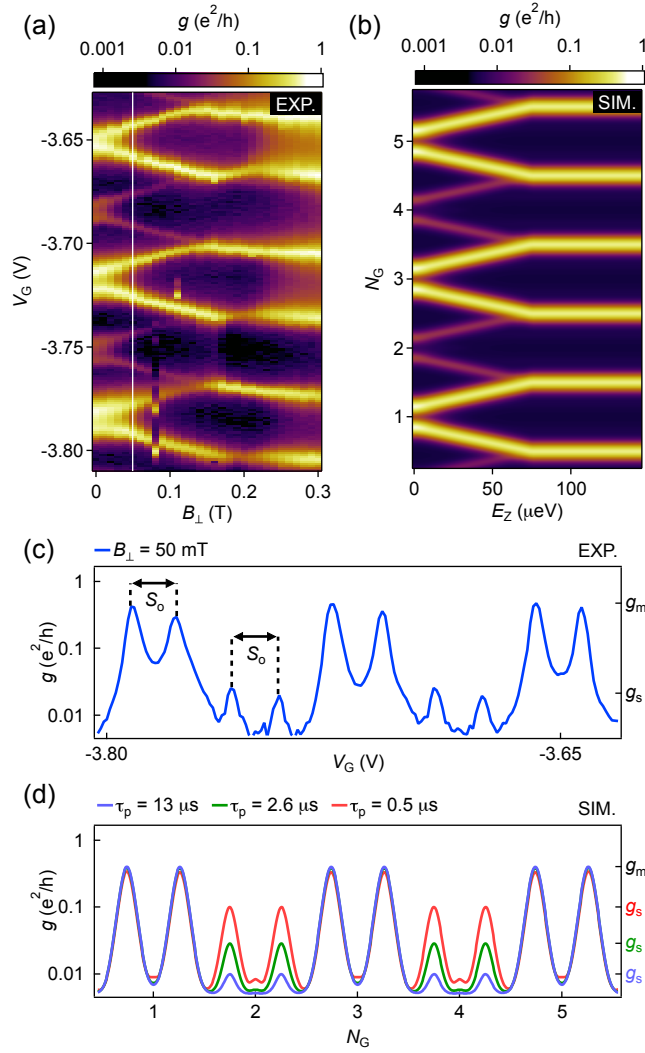 (a)
g (e²/h)
0.001 0.01 0.1 1
EXP.
-3.65
-3.70
-3.75
-3.80
V_G (V)
0 0.1 0.2 0.3
B_⊥ (T)
(b)
g (e²/h)
0.001 0.01 0.1 1
SIM.
5
4
3
2
1
N_G
0 50 100
E_Z (μeV)
(c)
B_⊥ = 50 mT
EXP.
1
0.1
0.01
g (e²/h)
S_o
S_o
g_m
g_s
-3.80 -3.65
V_G (V)
(d)
τ_p = 13 μs τ_p = 2.6 μs τ_p = 0.5 μs
SIM.
1
0.1
0.01
g (e²/h)
g_m
g_s
g_s
g_s
1 2 3 4 5
N_G